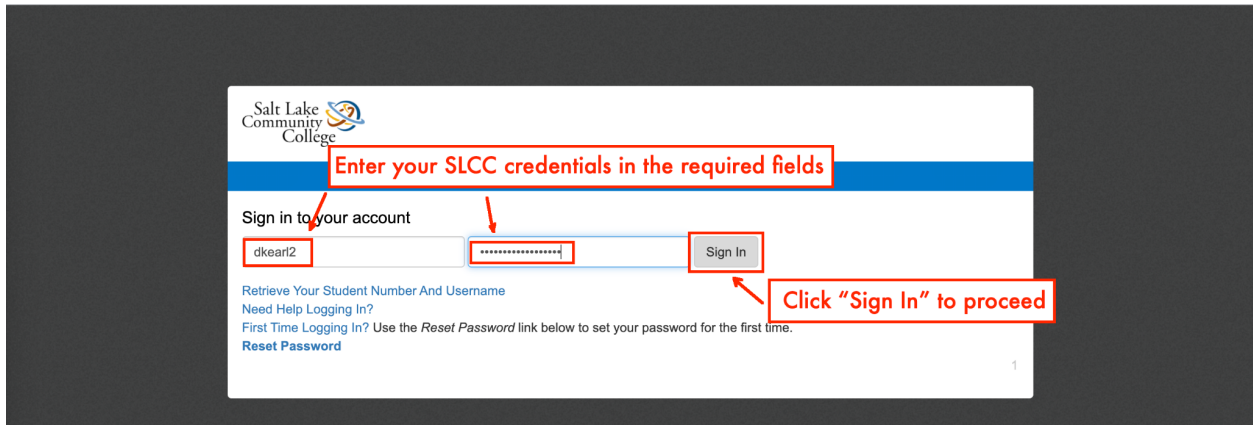 Salt Lake
Community
College
Enter your SLCC credentials in the required fields
Sign in to your account
dkearl2
••••••••••••••••••
Sign In
Retrieve Your Student Number And Username
Need Help Logging In?
Click “Sign In” to proceed
First Time Logging In? Use the Reset Password link below to set your password for the first time.
Reset Password
1